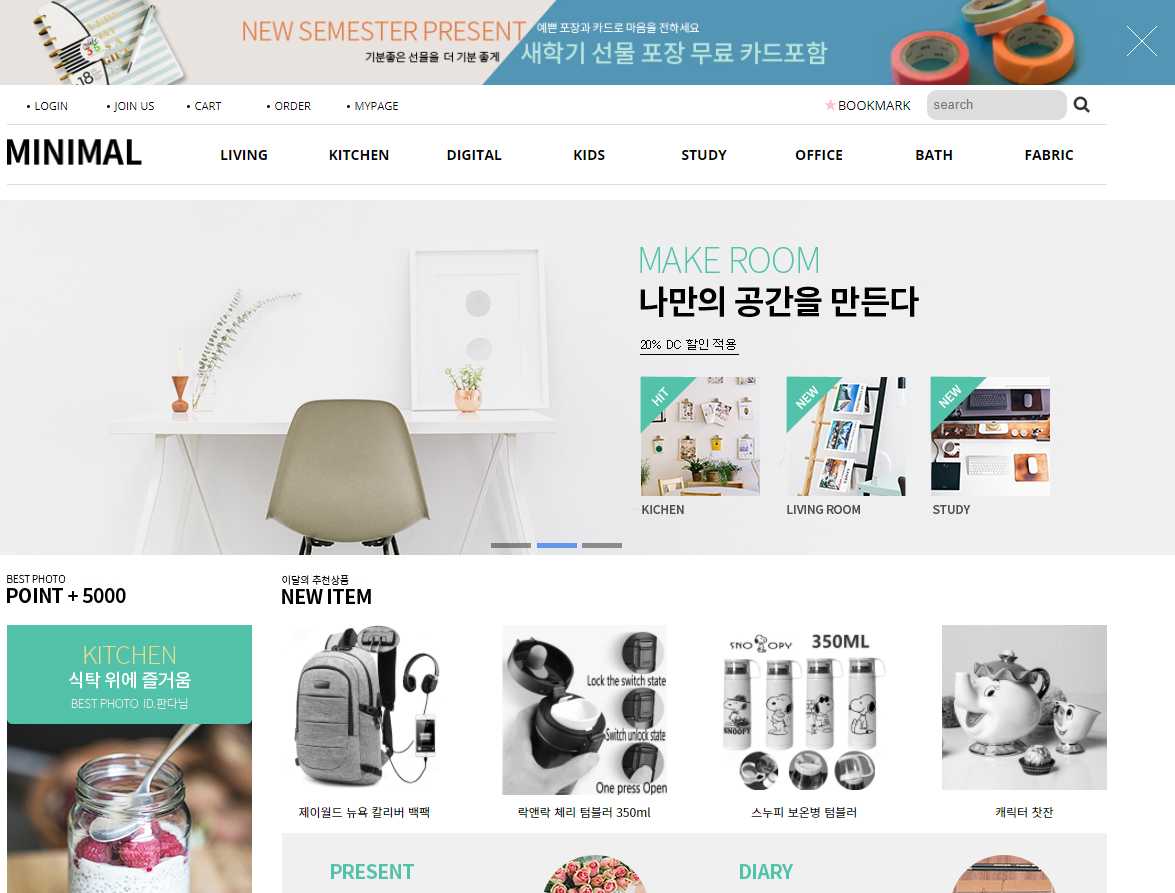 NEW SEMESTER PRESENT
기분좋은 선물을 더 기분 좋게
예쁜 포장과 카드로 마음을 전하세요
새학기 선물 포장 무료 카드포함
• LOGIN • JOIN US • CART • ORDER • MYPAGE
★BOOKMARK
search
MINIMAL
LIVING KITCHEN DIGITAL KIDS STUDY OFFICE BATH FABRIC
MAKE ROOM
나만의 공간을 만든다
20% DC 할인 적용
HIT
NEW
NEW
KICHEN
LIVING ROOM
STUDY
BEST PHOTO
POINT + 5000
KITCHEN
식탁 위에 즐거움
BEST PHOTO ID.판다님
이달의 추천상품
NEW ITEM
Lock the switch state
Switch unlock state
One press Open
SNOOPY
350ML
SNOOPY
제이월드 뉴욕 칼리버 백팩
락앤락 체리 텀블러 350ml
스누피 보온병 텀블러
캐릭터 찻잔
PRESENT
DIARY